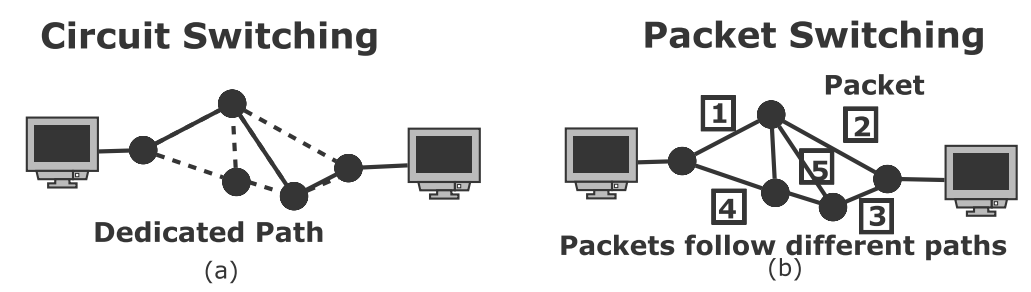 Circuit Switching
Dedicated Path
(a)
Packet Switching
Packet
1
2
5
4
3
Packets follow different paths
(b)